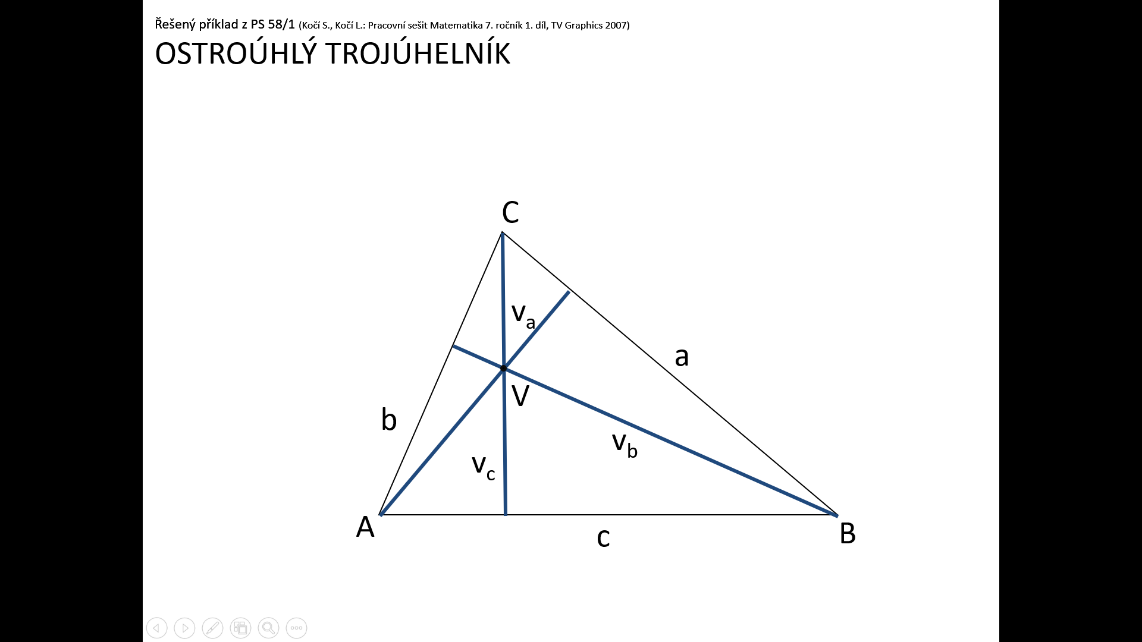 Řešený příklad z PS 58/1 (Kočí S., Kočí L.: Pracovní sešit Matematika 7. ročník 1. díl, TV Graphics 2007)
OSTROÚHLÝ TROJÚHELNÍK
C
va
a
V
b
vb
vc
A
B
c